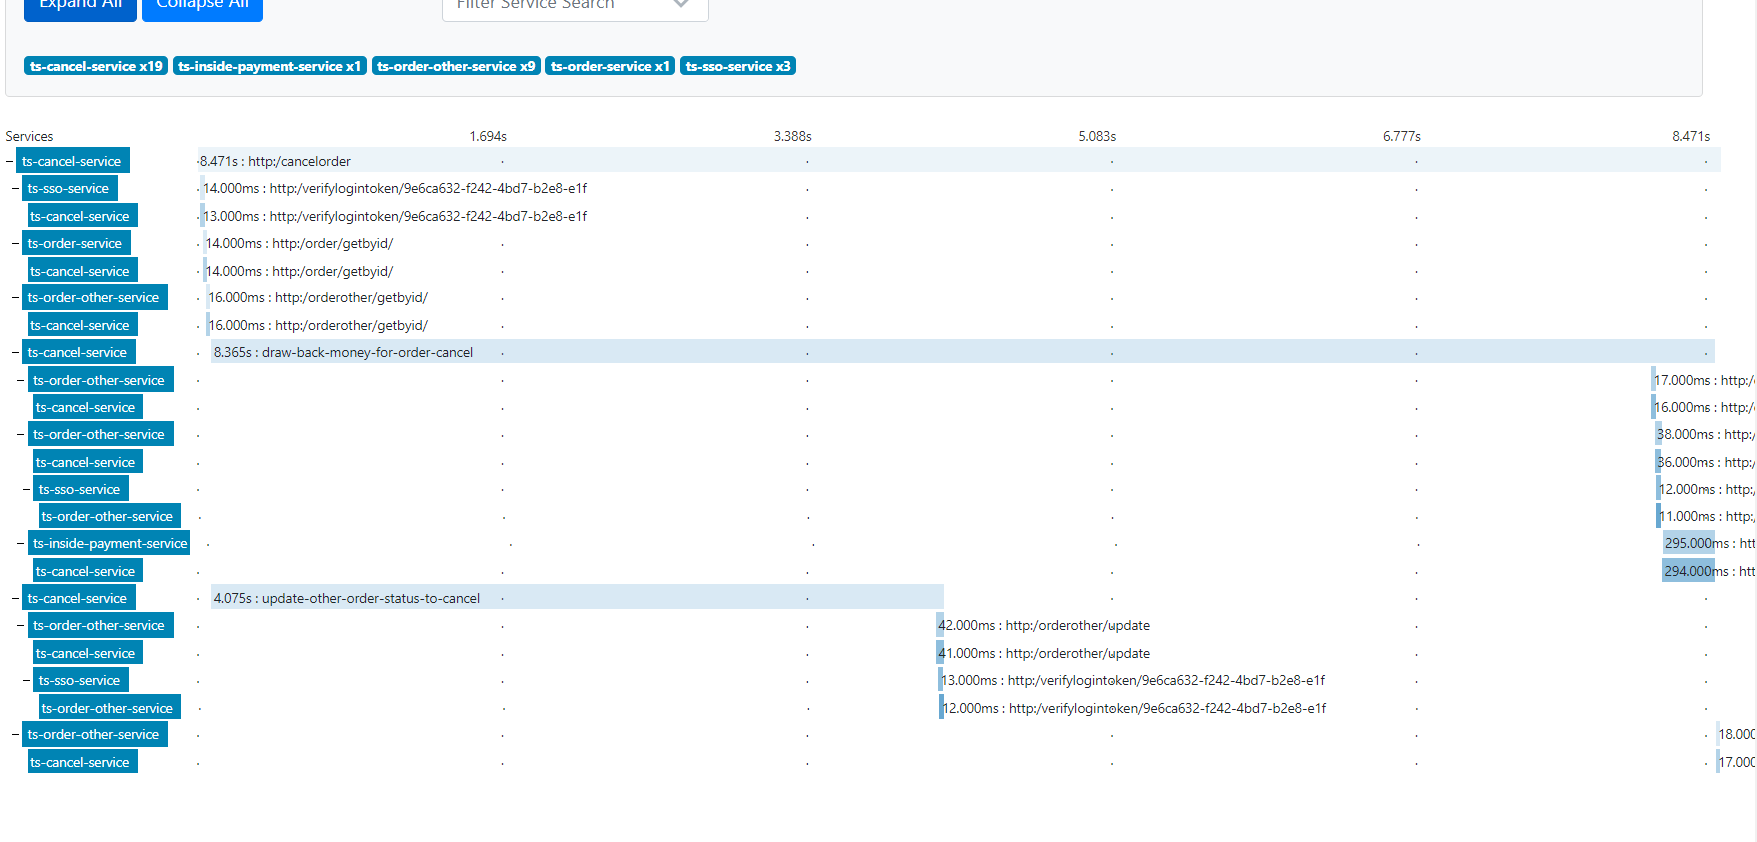 Expand All Collapse All Filter Service Search
ts-cancel-service x19 ts-inside-payment-service x1 ts-order-other-service x9 ts-order-service x1 ts-sso-service x3
Services 1.694s 3.388s 5.083s 6.777s 8.471s
ts-cancel-service 8.471s : http:/cancelorder
ts-sso-service 14.000ms : http:/verifylogintoken/9e6ca632-f242-4bd7-b2e8-e1f
ts-cancel-service 13.000ms : http:/verifylogintoken/9e6ca632-f242-4bd7-b2e8-e1f
ts-order-service 14.000ms : http:/order/getbyid/
ts-cancel-service 14.000ms : http:/order/getbyid/
ts-order-other-service 16.000ms : http:/orderother/getbyid/
ts-cancel-service 16.000ms : http:/orderother/getbyid/
ts-cancel-service 8.365s : draw-back-money-for-order-cancel
ts-order-other-service 17.000ms : http:/
ts-cancel-service 16.000ms : http:/
ts-order-other-service 38.000ms : http:/
ts-cancel-service 36.000ms : http:/
ts-sso-service 12.000ms : http:/
ts-order-other-service 11.000ms : http:/
ts-inside-payment-service 295.000ms : htt
ts-cancel-service 294.000ms : htt
ts-cancel-service 4.075s : update-other-order-status-to-cancel
ts-order-other-service 42.000ms : http:/orderother/update
ts-cancel-service 41.000ms : http:/orderother/update
ts-sso-service 13.000ms : http:/verifylogintoken/9e6ca632-f242-4bd7-b2e8-e1f
ts-order-other-service 12.000ms : http:/verifylogintoken/9e6ca632-f242-4bd7-b2e8-e1f
ts-order-other-service 18.000
ts-cancel-service 17.000